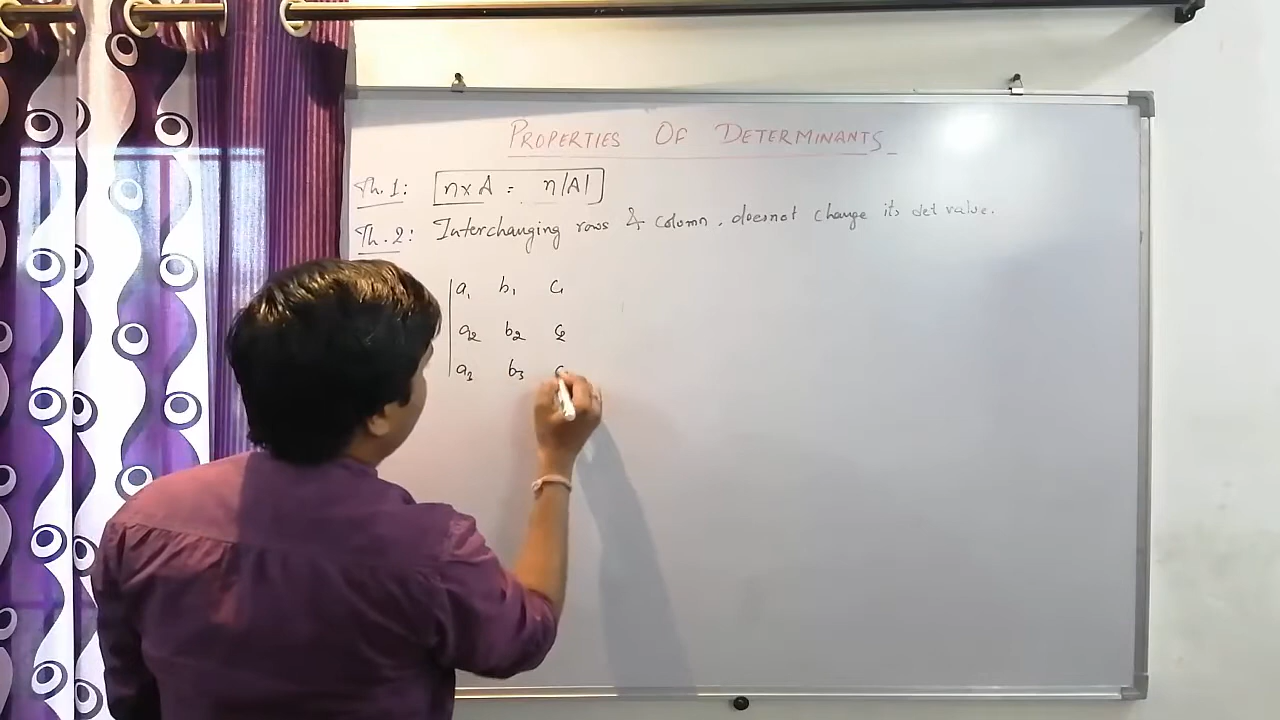 PROPERTIES OF DETERMINANTS
Th. 1: n x A = n|A|
Th. 2: Interchanging rows & column, doesnot change its det value.
a₁ b₁ c₁
a₂ b₂ c₂
a₃ b₃ c